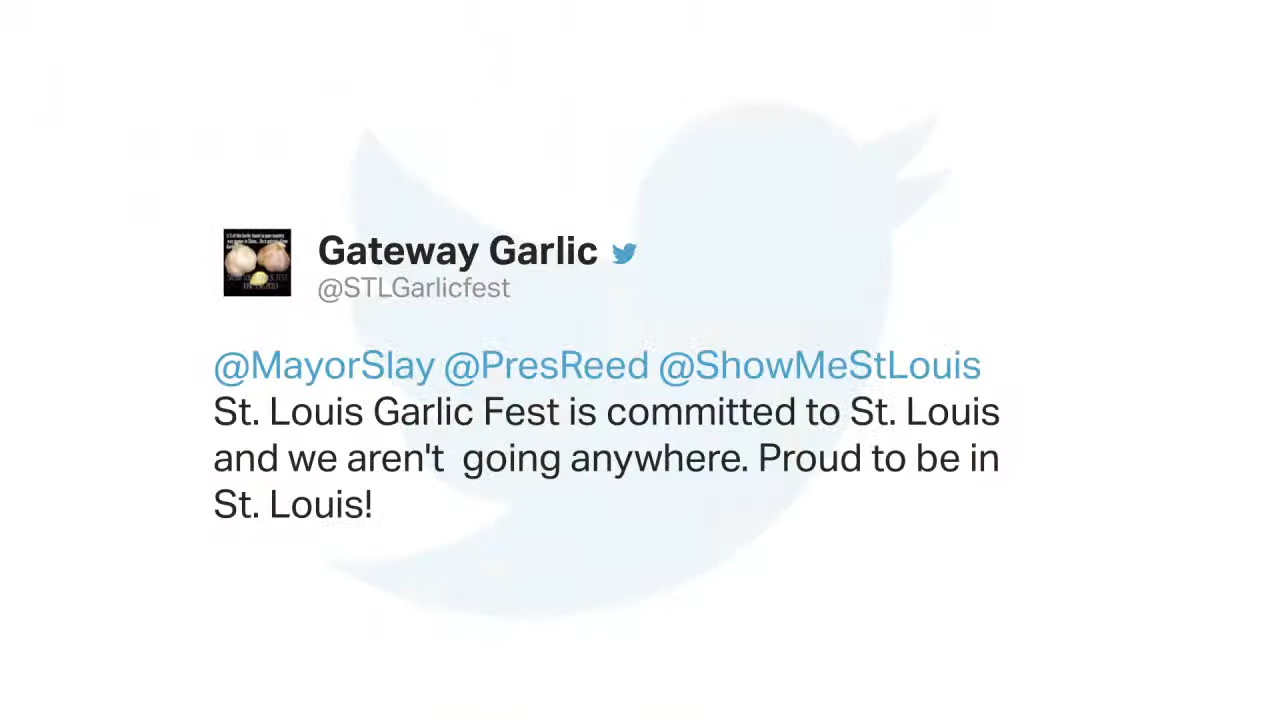 Gateway Garlic
@STLGarlicfest
@MayorSlay @PresReed @ShowMeStLouis
St. Louis Garlic Fest is committed to St. Louis
and we aren't  going anywhere. Proud to be in
St. Louis!